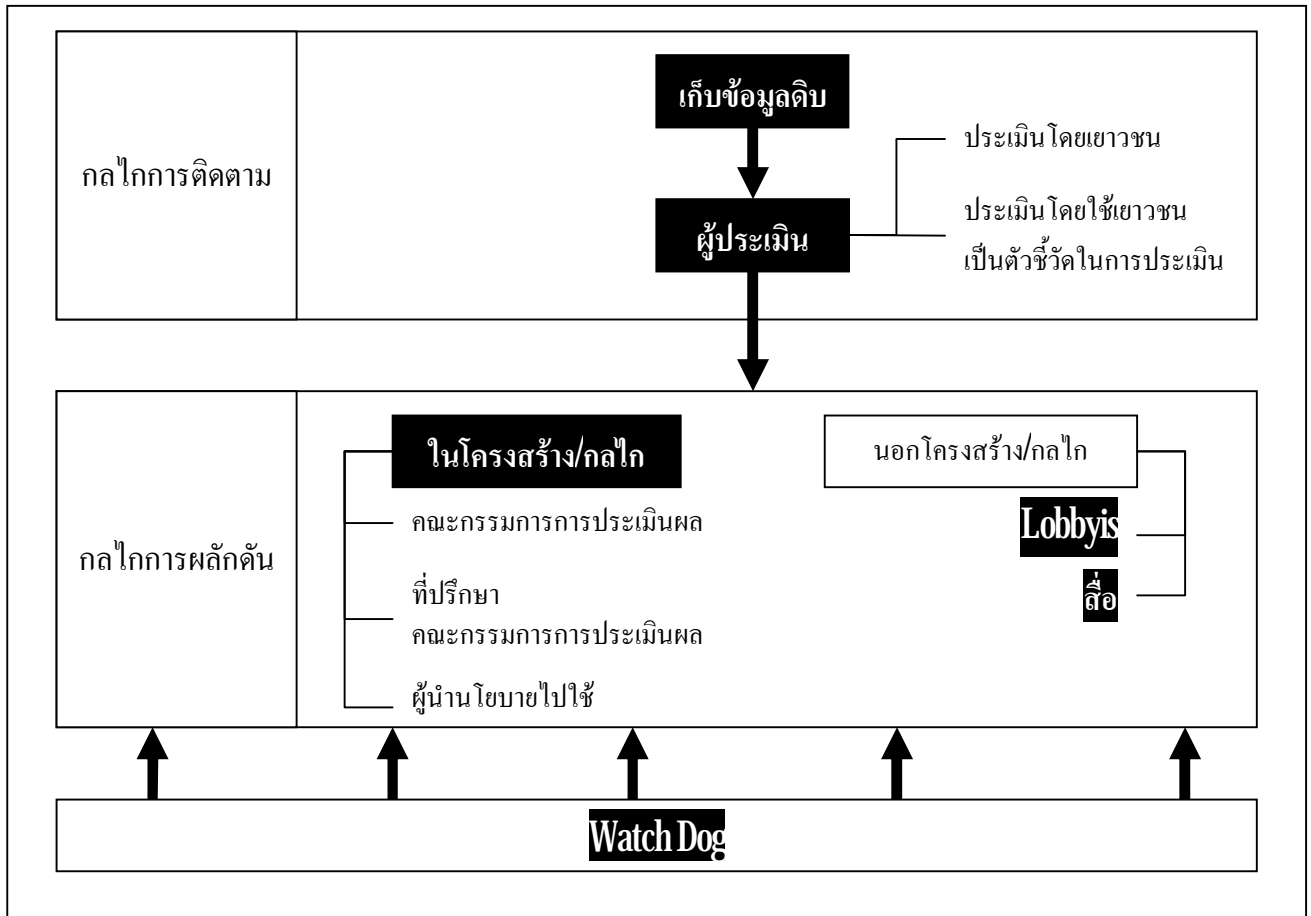 เก็บข้อมูลดิบ
กลไกการติดตาม
ประเมินโดยเยาวชน
ผู้ประเมิน
ประเมินโดยใช้เยาวชน
เป็นตัวชี้วัดในการประเมิน
กลไกการผลักดัน
ในโครงสร้าง/กลไก
คณะกรรมการการประเมินผล
ที่ปรึกษา
คณะกรรมการการประเมินผล
ผู้นำนโยบายไปใช้
นอกโครงสร้าง/กลไก
Lobbyis
สื่อ
Watch Dog